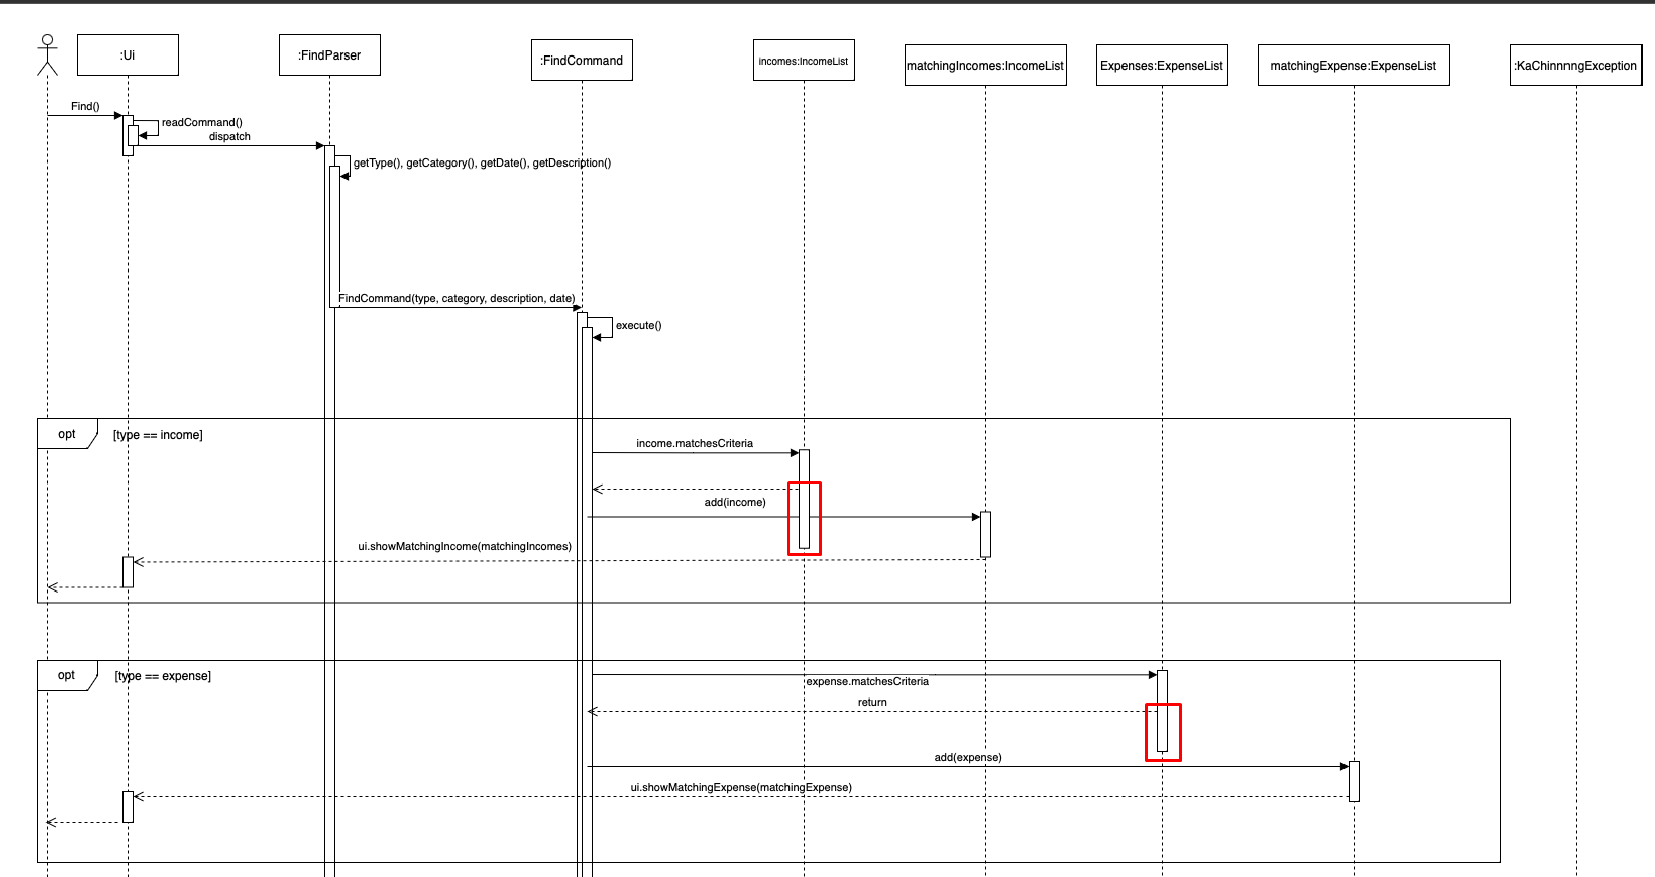 :Ui
:FindParser
:FindCommand
incomes:IncomeList
matchingIncomes:IncomeList
Expenses:ExpenseList
matchingExpense:ExpenseList
:KaChinnnngException
Find()
readCommand()
dispatch
getType(), getCategory(), getDate(), getDescription()
FindCommand(type, category, description, date)
execute()
opt
[type == income]
income.matchesCriteria
add(income)
ui.showMatchingIncome(matchingIncomes)
opt
[type == expense]
expense.matchesCriteria
return
add(expense)
ui.showMatchingExpense(matchingExpense)